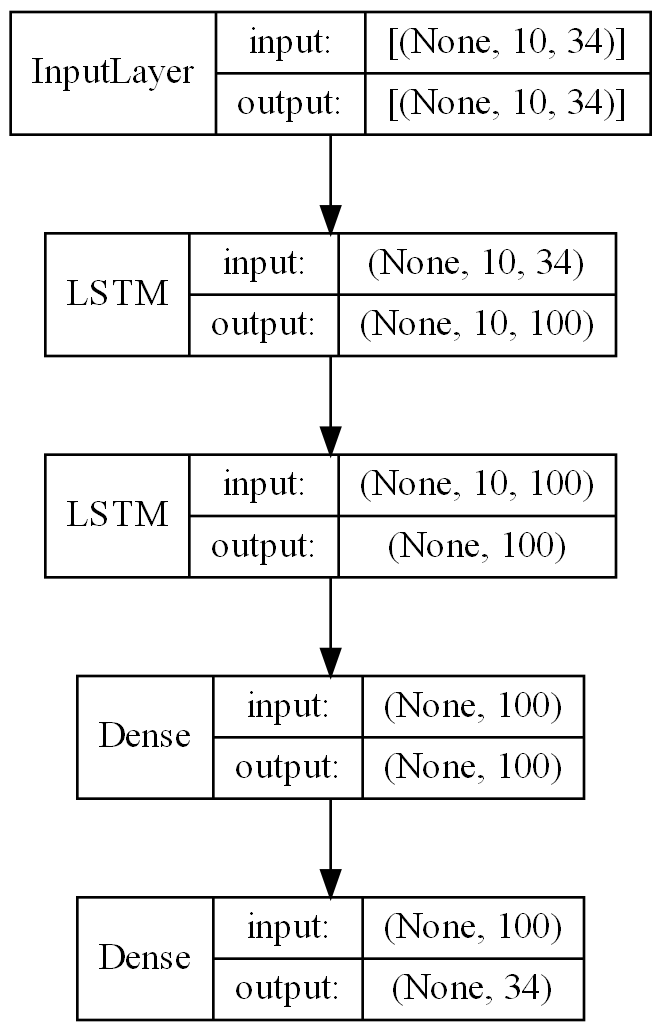 InputLayer
input: [(None, 10, 34)]
output: [(None, 10, 34)]
LSTM
input: (None, 10, 34)
output: (None, 10, 100)
LSTM
input: (None, 10, 100)
output: (None, 100)
Dense
input: (None, 100)
output: (None, 100)
Dense
input: (None, 100)
output: (None, 34)